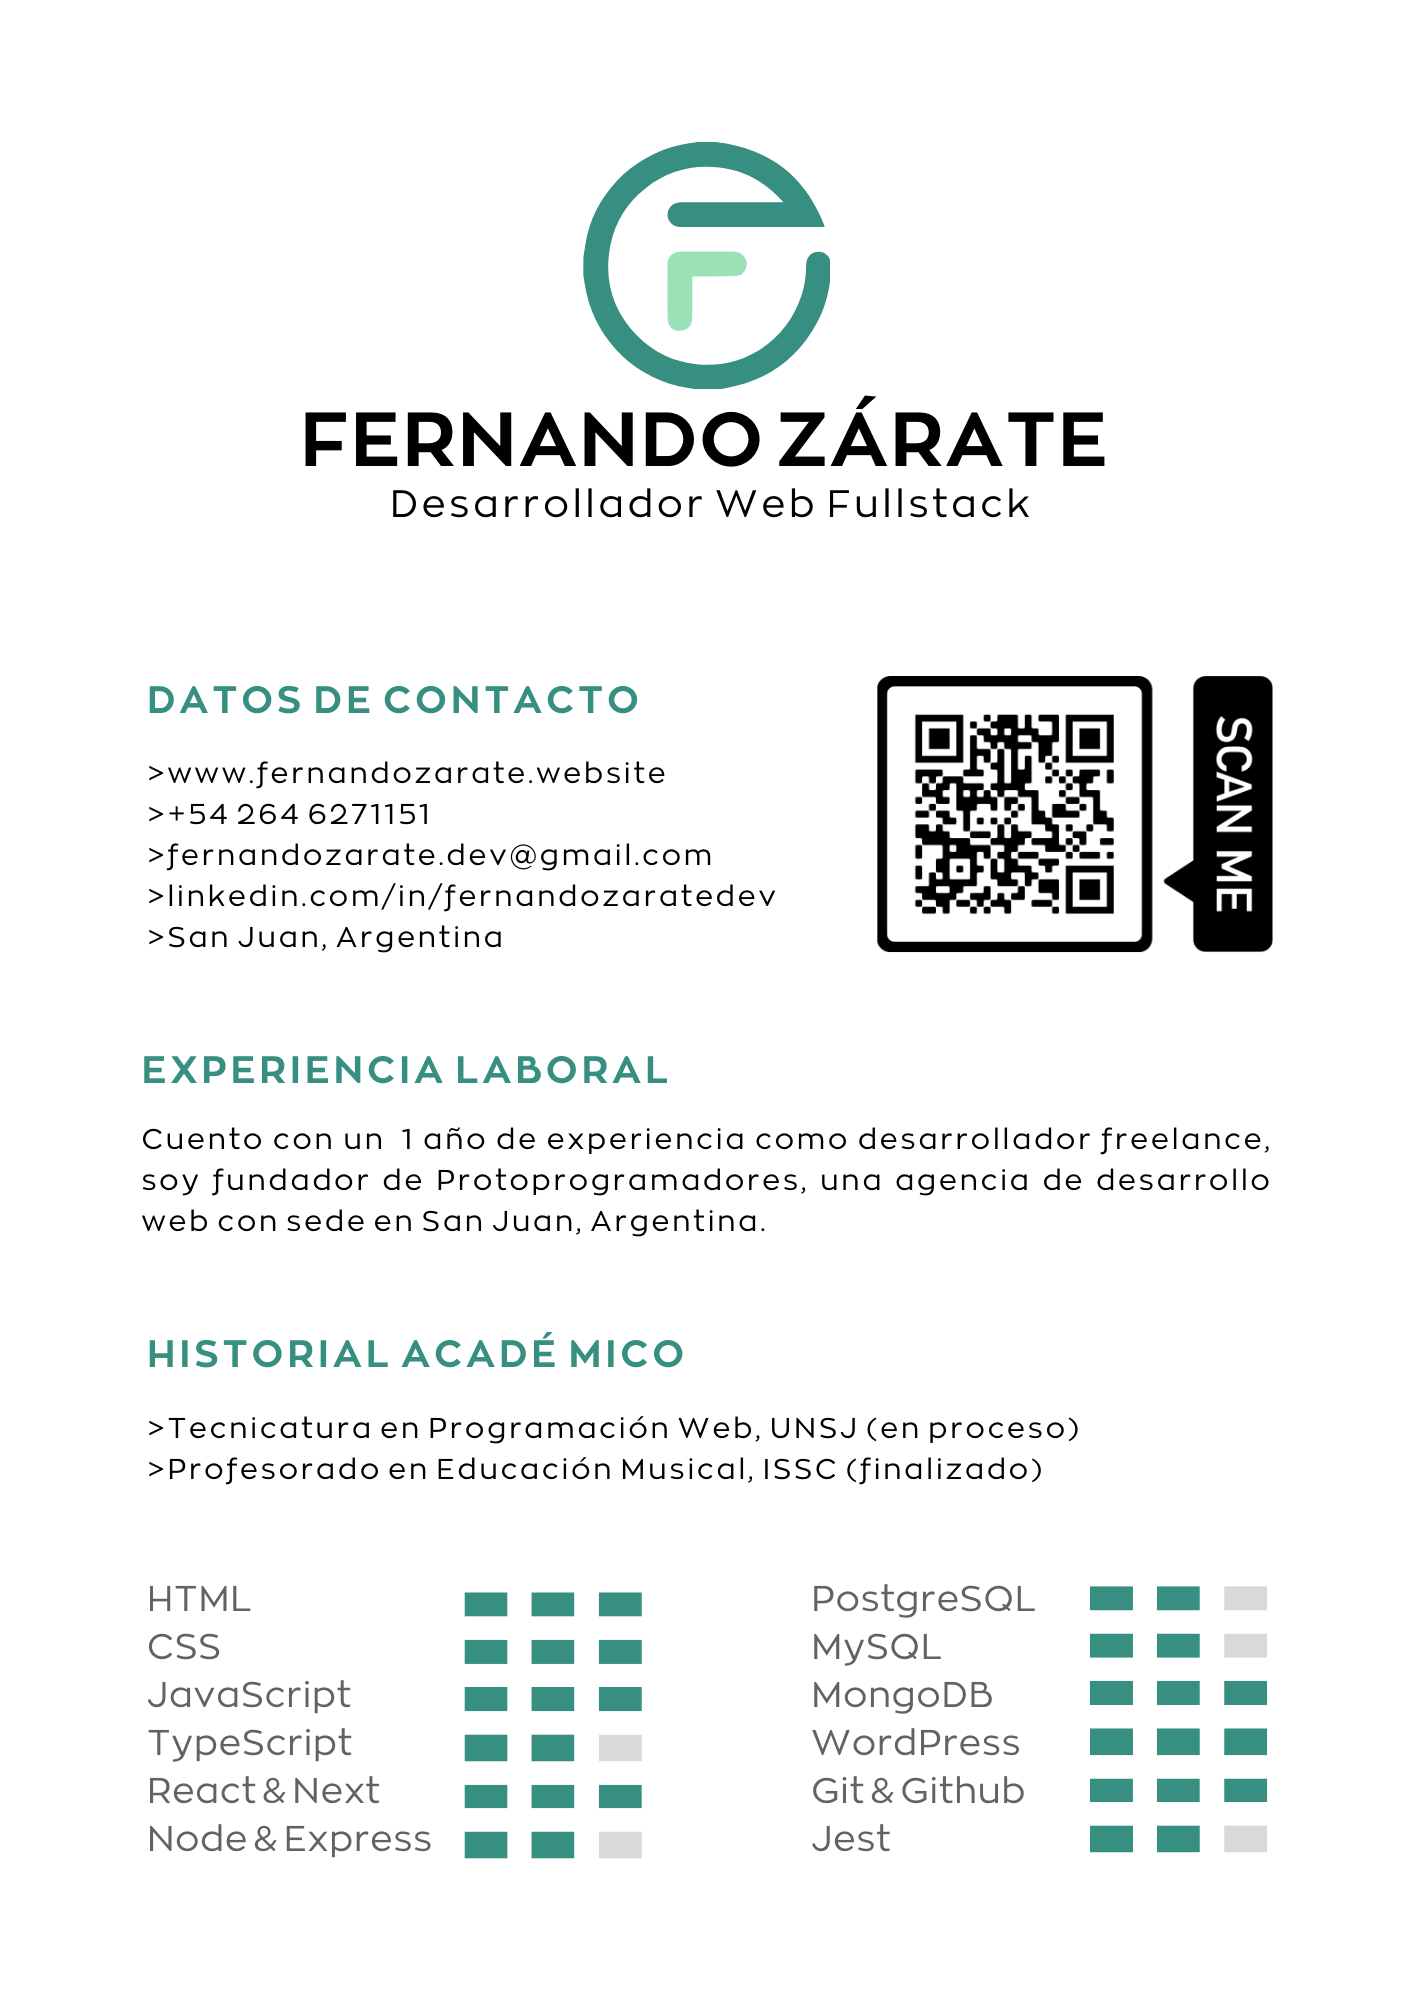 FERNANDO ZÁRATE
Desarrollador Web Fullstack
DATOS DE CONTACTO
>www.fernandozarate.website
>+54 264 6271151
>fernandozarate.dev@gmail.com
>linkedin.com/in/fernandozaratedev
>San Juan, Argentina
SCAN ME
EXPERIENCIA LABORAL
Cuento con un 1 año de experiencia como desarrollador freelance,
soy fundador de Protoprogramadores, una agencia de desarrollo
web con sede en San Juan, Argentina.
HISTORIAL ACADÉ MICO
>Tecnicatura en Programación Web, UNSJ (en proceso)
>Profesorado en Educación Musical, ISSC (finalizado)
HTML
CSS
JavaScript
TypeScript
React & Next
Node & Express
PostgreSQL
MySQL
MongoDB
WordPress
Git & Github
Jest